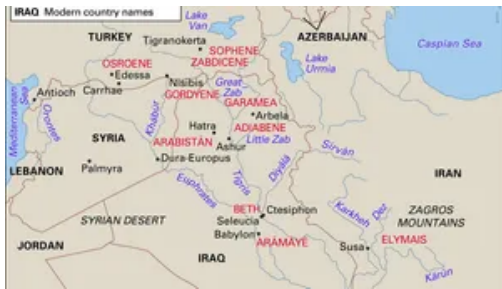 IRAQ Modern country names
Lake
Van
TURKEY
Tigranokerta
SOPHENE
ZABDICENE
AZERBAIJAN
Caspian Sea
Lake
Urmia
OSROENE
Edessa
Carrhae
Nisibis
GORDYENE
Great
Zab
GARAMEA
Arbela
ADIABENE
Little Zab
Mediterranean
Sea
Antioch
Orontes
Khabur
Hatra
Ashur
SYRIA
ARABISTAN
Dura-Europus
LEBANON
Palmyra
Euphrates
Tigris
Diyala
Sirvan
IRAN
SYRIAN DESERT
BETH
ARAMAYE
Ctesiphon
Seleucia
Babylon
Karkheh
Dez
ZAGROS
MOUNTAINS
Susa
ELYMAIS
JORDAN
IRAQ
Kārūn